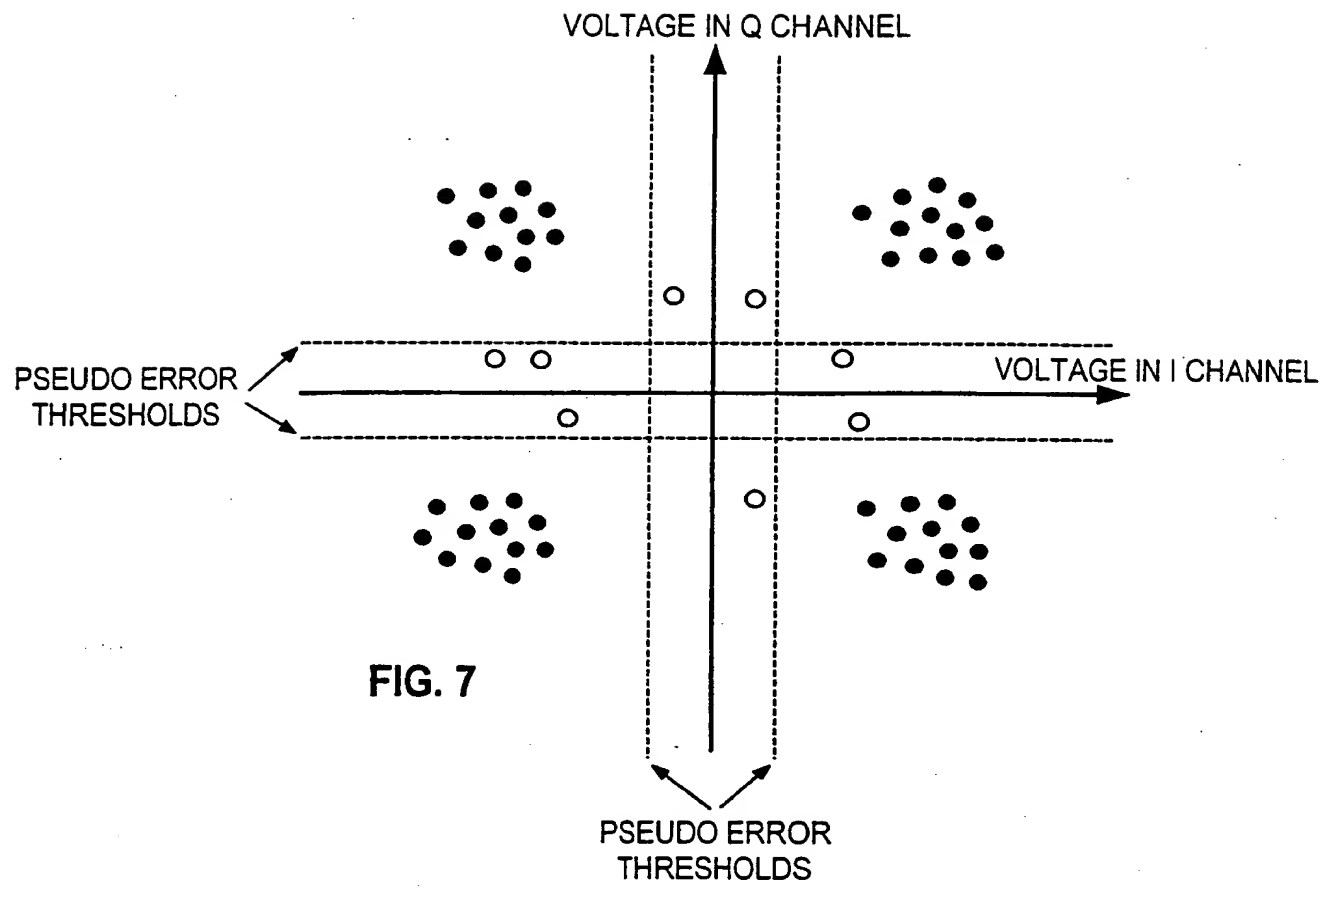 VOLTAGE IN Q CHANNEL
VOLTAGE IN I CHANNEL
PSEUDO ERROR
THRESHOLDS
FIG. 7
PSEUDO ERROR
THRESHOLDS